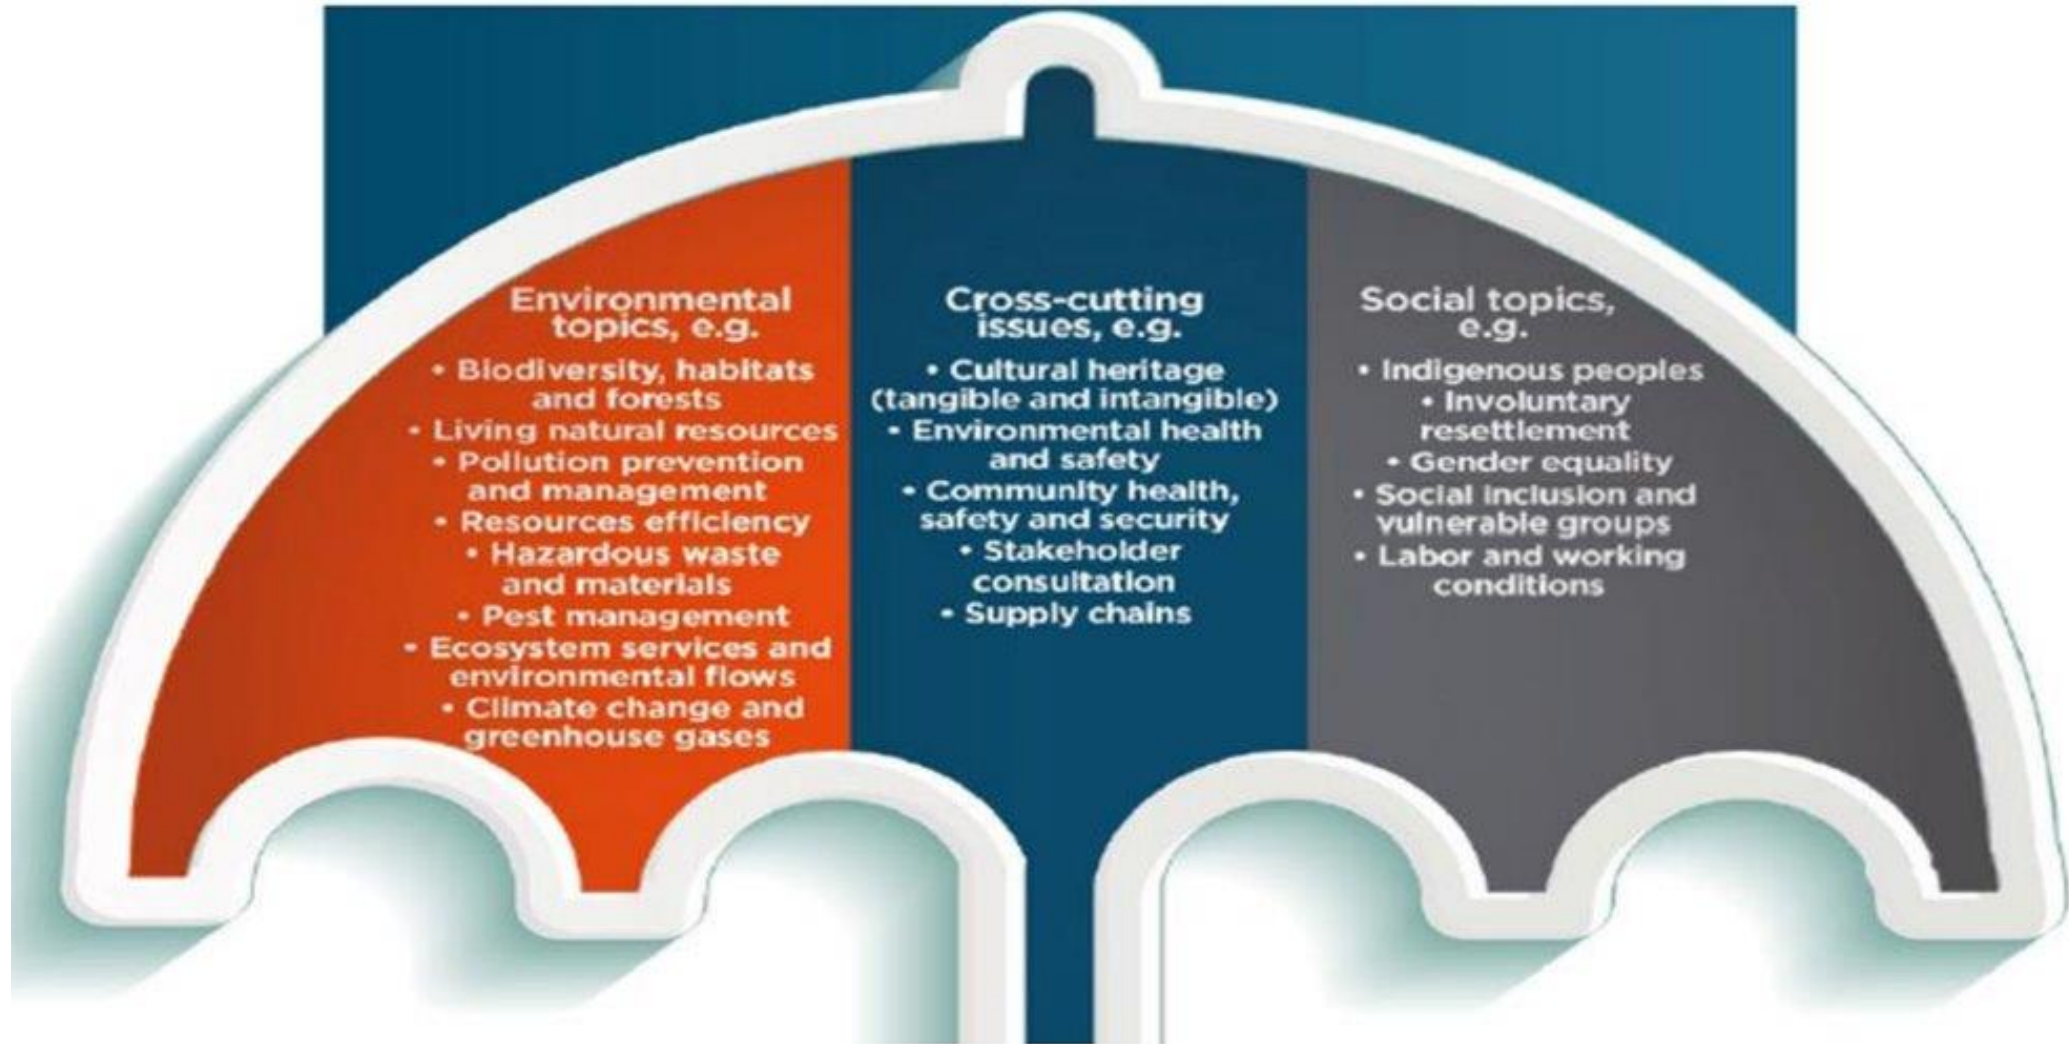 Environmental
topics, e.g.
• Biodiversity, habitats
and forests
• Living natural resources
• Pollution prevention
and management
• Resources efficiency
• Hazardous waste
and materials
• Pest management
• Ecosystem services and
environmental flows
• Climate change and
greenhouse gases
Cross-cutting
issues, e.g.
• Cultural heritage
(tangible and intangible)
• Environmental health
and safety
• Community health,
safety and security
• Stakeholder
consultation
• Supply chains
Social topics,
e.g.
• Indigenous peoples
• Involuntary
resettlement
• Gender equality
• Social inclusion and
vulnerable groups
• Labor and working
conditions